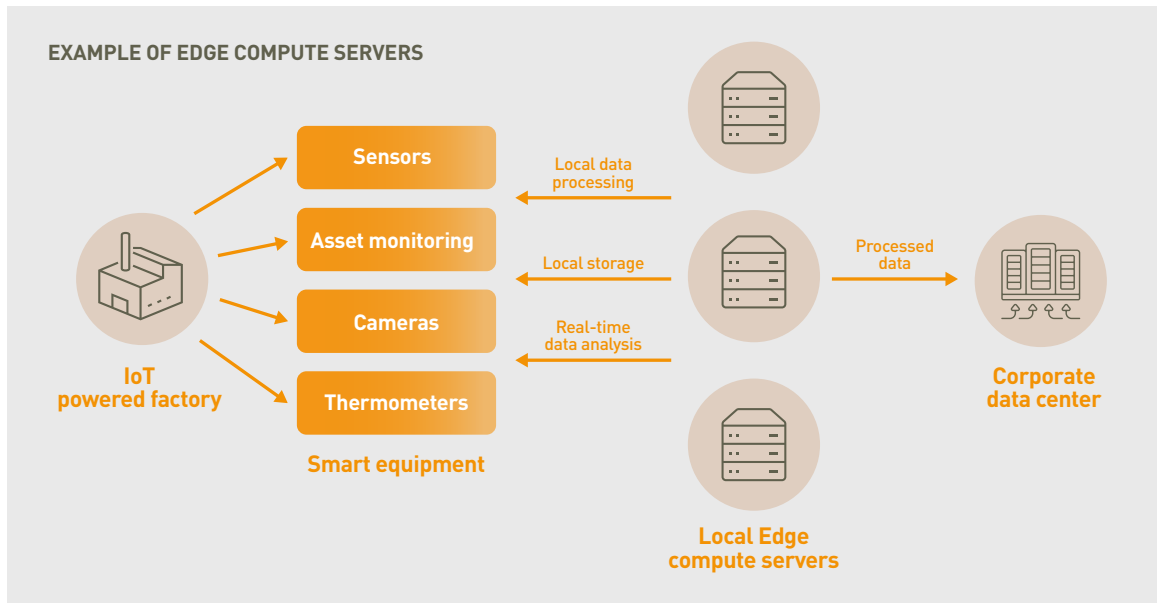 EXAMPLE OF EDGE COMPUTE SERVERS
IoT
powered factory
Sensors
Asset monitoring
Cameras
Thermometers
Smart equipment
Local data
processing
Local storage
Real-time
data analysis
Local Edge
compute servers
Processed
data
Corporate
data center